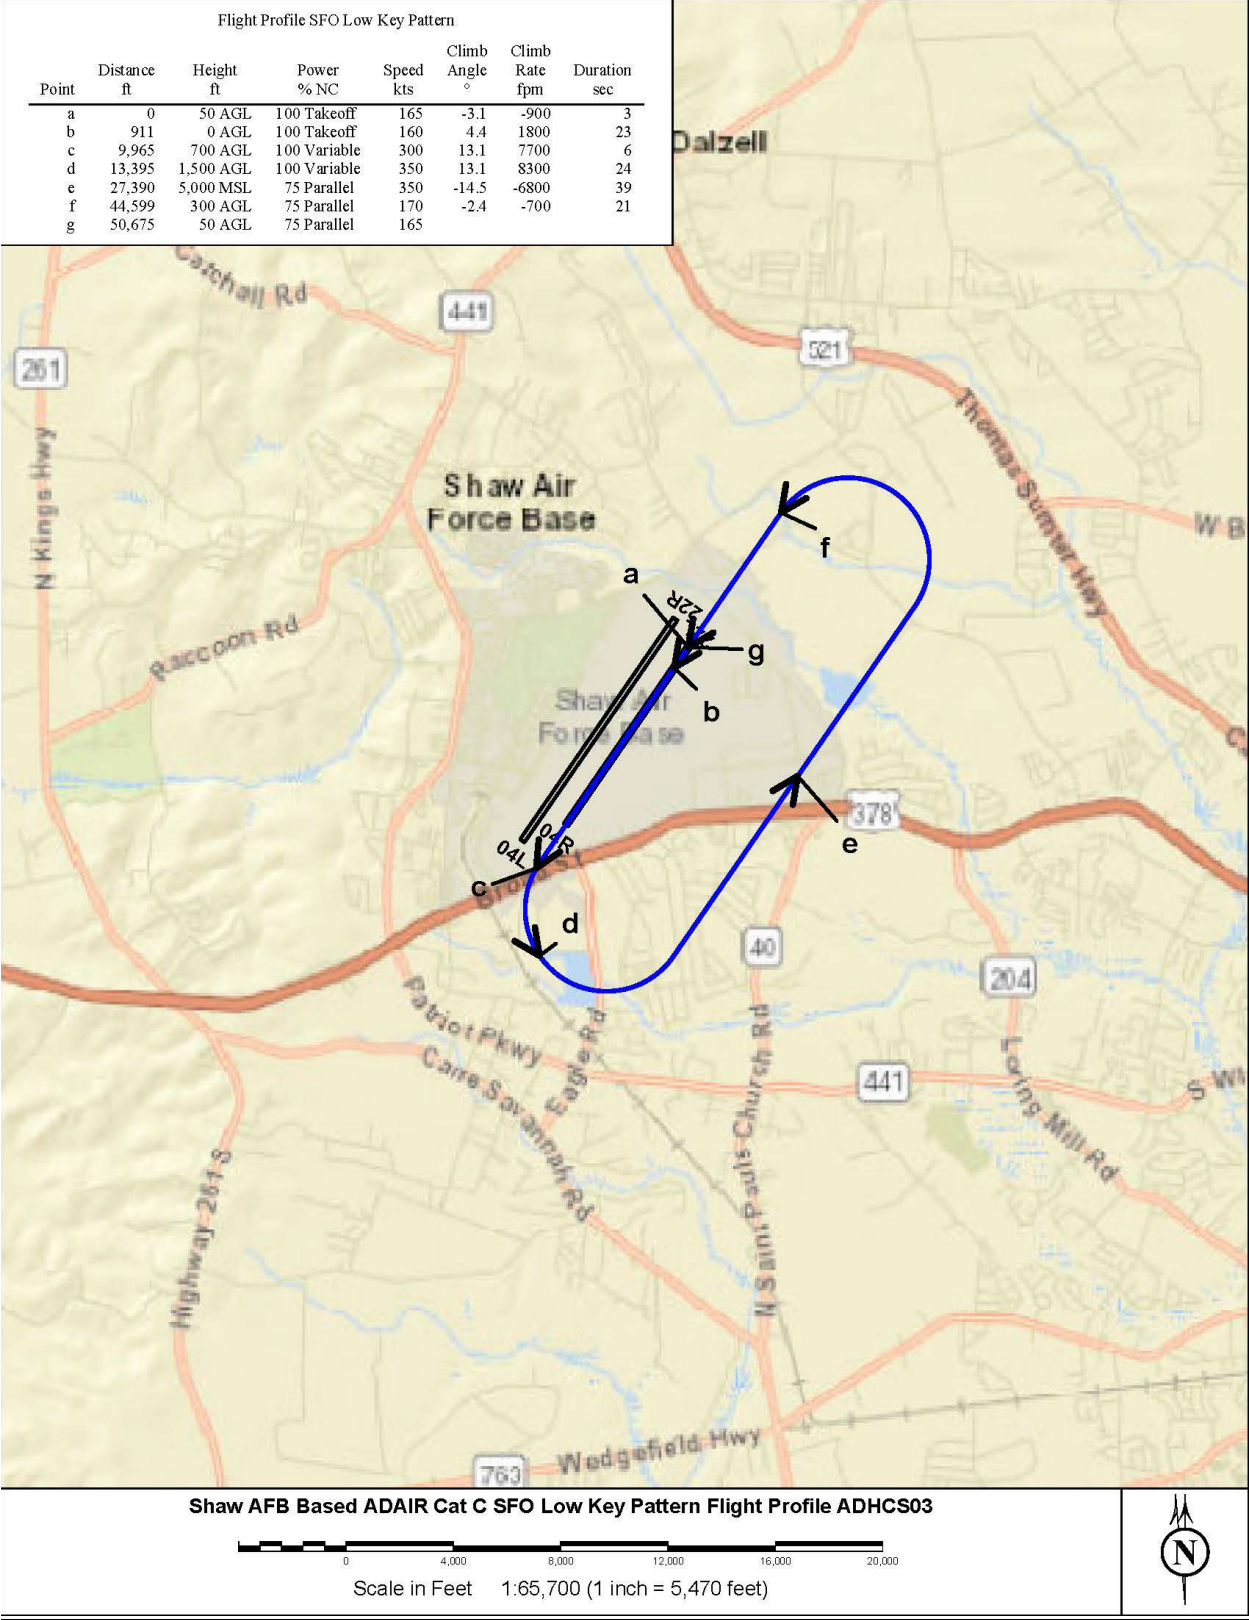 Flight Profile SFO Low Key Pattern
Climb Climb
Distance Height Power Speed Angle Rate Duration
Point ft ft % NC kts ° fpm sec
a 0 50 AGL 100 Takeoff 165 -3.1 -900 3
b 911 0 AGL 100 Takeoff 160 4.4 1800 23
c 9,965 700 AGL 100 Variable 300 13.1 7700 6
d 13,395 1,500 AGL 100 Variable 350 13.1 8300 24
e 27,390 5,000 MSL 75 Parallel 350 -14.5 -6800 39
f 44,599 300 AGL 75 Parallel 170 -2.4 -700 21
g 50,675 50 AGL 75 Parallel 165
Dalzell
Catchall Rd
441
261
521
N Kings Hwy
Thomas Sumter Hwy
Shaw Air
Force Base
W B
f
a
22R
Raccoon Rd
g
Shaw Air
Force Base
b
378
e
04R
04L
Broad St
c
d
40
204
Patriot Pkwy
Eagle Rd
Carre Savannah Rd
441
S Wi
Loring Mill Rd
N Saint Pauls Church Rd
Highway 261 S
Wedgefield Hwy
763
Shaw AFB Based ADAIR Cat C SFO Low Key Pattern Flight Profile ADHCS03
0 4,000 8,000 12,000 16,000 20,000
Scale in Feet 1:65,700 (1 inch = 5,470 feet)
N